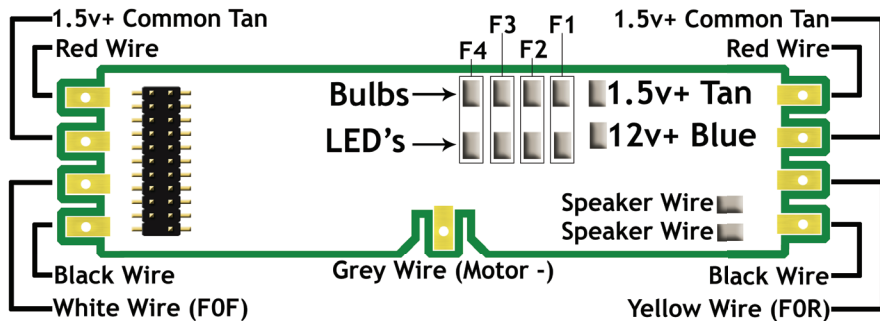 1.5v+ Common Tan
Red Wire
1.5v+ Common Tan
Red Wire
F4
F3
F2
F1
Bulbs
1.5v+ Tan
LED's
12v+ Blue
Speaker Wire
Speaker Wire
Black Wire
White Wire (F0F)
Grey Wire (Motor -)
Black Wire
Yellow Wire (F0R)